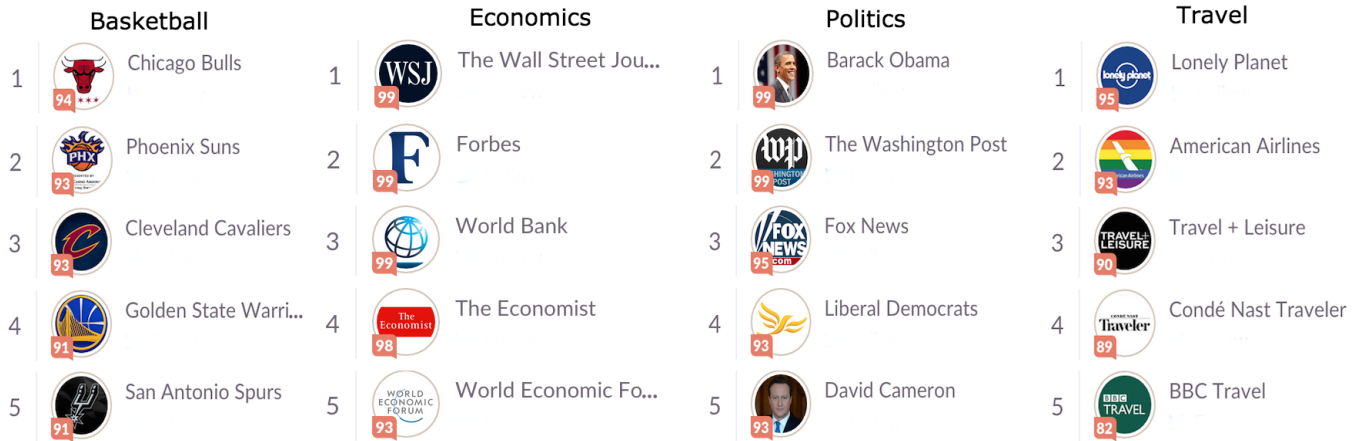 Basketball
1
94
Chicago Bulls
2
PHX
93
Phoenix Suns
3
C
93
Cleveland Cavaliers
4
91
Golden State Warri...
5
91
San Antonio Spurs
Economics
1
WSJ
99
The Wall Street Jou...
2
F
99
Forbes
3
99
World Bank
4
The
Economist
98
The Economist
5
WORLD
ECONOMIC
FORUM
93
World Economic Fo...
Politics
1
99
Barack Obama
2
wp
99
POST
The Washington Post
3
FOX
NEWS
.com
95
Fox News
4
93
Liberal Democrats
5
93
David Cameron
Travel
1
lonely planet
95
Lonely Planet
2
93
American Airlines
3
TRAVEL+
LEISURE
90
Travel + Leisure
4
CONDÉ NAST
Traveler
89
Condé Nast Traveler
5
BBC
TRAVEL
82
BBC Travel